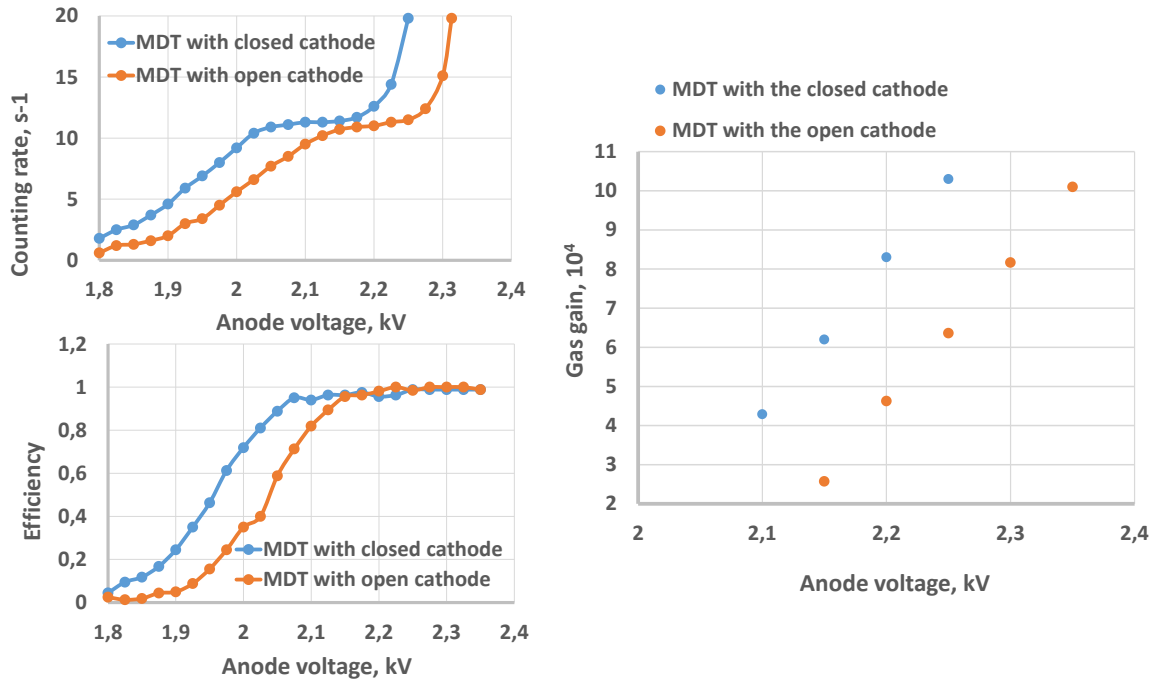 20
15
10
5
0
Counting rate, s-1
MDT with closed cathode
MDT with open cathode
1,8 1,9 2 2,1 2,2 2,3 2,4
Anode voltage, kV
1,2
1
0,8
0,6
0,4
0,2
0
Efficiency
MDT with closed cathode
MDT with open cathode
1,8 1,9 2 2,1 2,2 2,3 2,4
Anode voltage, kV
MDT with the closed cathode
MDT with the open cathode
11
10
9
8
7
6
5
4
3
2
Gas gain, 10⁴
2 2,1 2,2 2,3 2,4
Anode voltage, kV